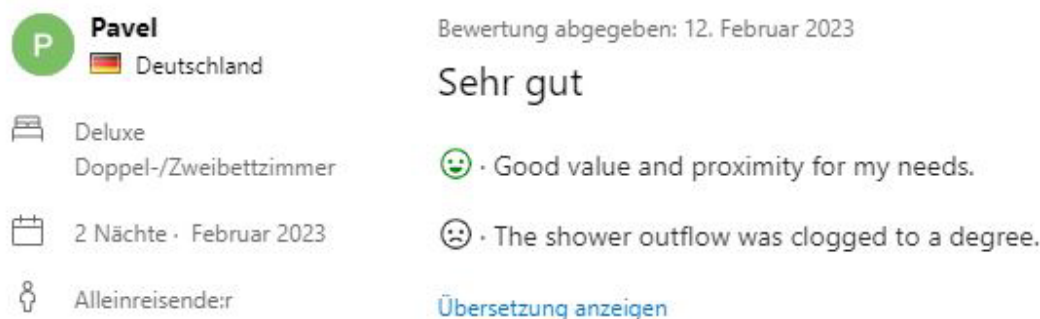 P
Pavel
Deutschland
Deluxe
Doppel-/Zweibettzimmer
2 Nächte · Februar 2023
Alleinreisende:r
Bewertung abgegeben: 12. Februar 2023
Sehr gut
· Good value and proximity for my needs.
· The shower outflow was clogged to a degree.
Übersetzung anzeigen